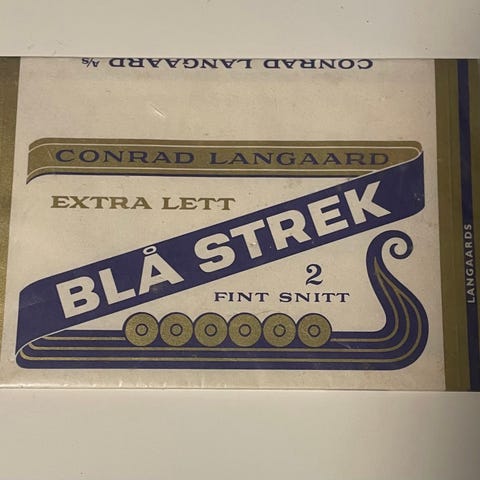 CONRAD LANGAARD A/S
CONRAD LANGAARD
EXTRA LETT
BLÅ STREK
2
FINT SNITT
LANGAARDS